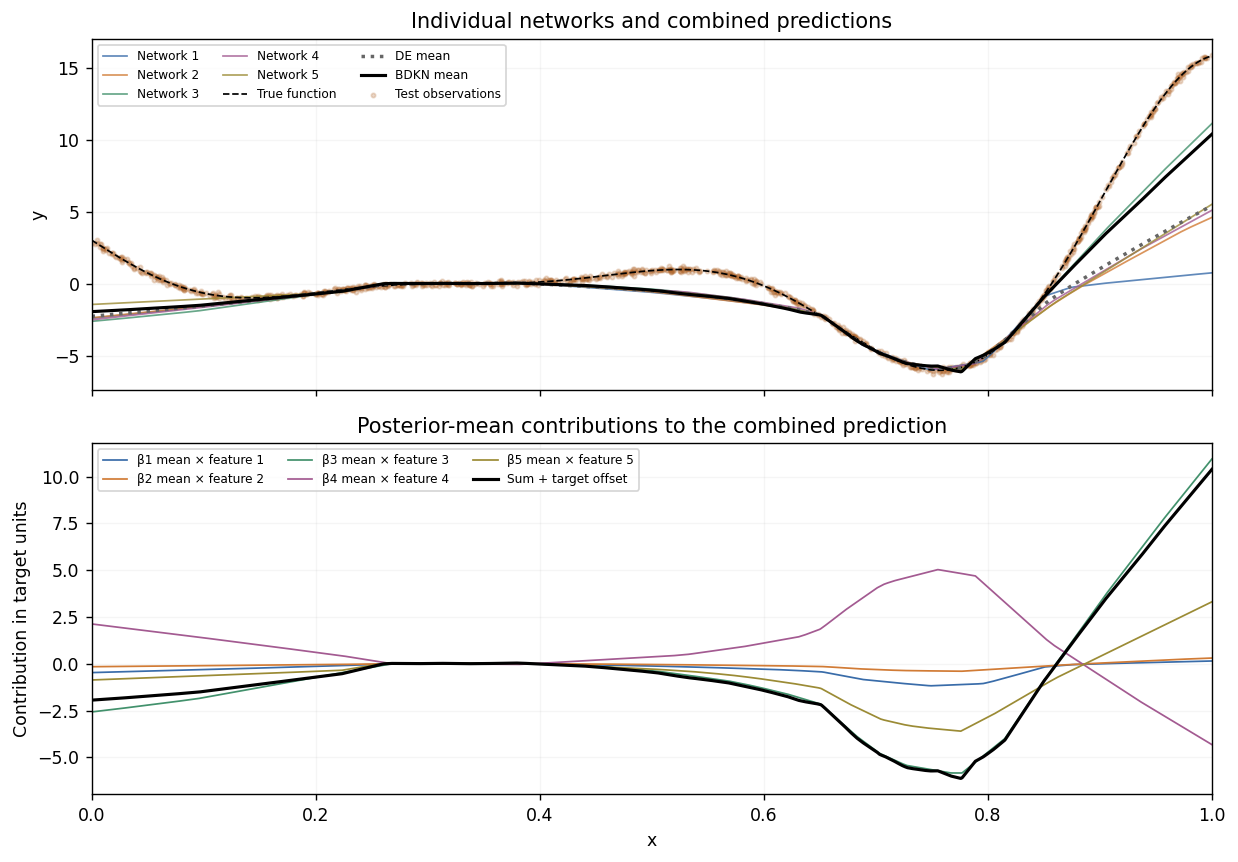 Individual networks and combined predictions
Network 1
Network 2
Network 3
Network 4
Network 5
True function
DE mean
BDKN mean
Test observations
15
10
5
0
−5
y
Posterior-mean contributions to the combined prediction
β1 mean × feature 1
β2 mean × feature 2
β3 mean × feature 3
β4 mean × feature 4
β5 mean × feature 5
Sum + target offset
10.0
7.5
5.0
2.5
0.0
−2.5
−5.0
Contribution in target units
0.0 0.2 0.4 0.6 0.8 1.0
x